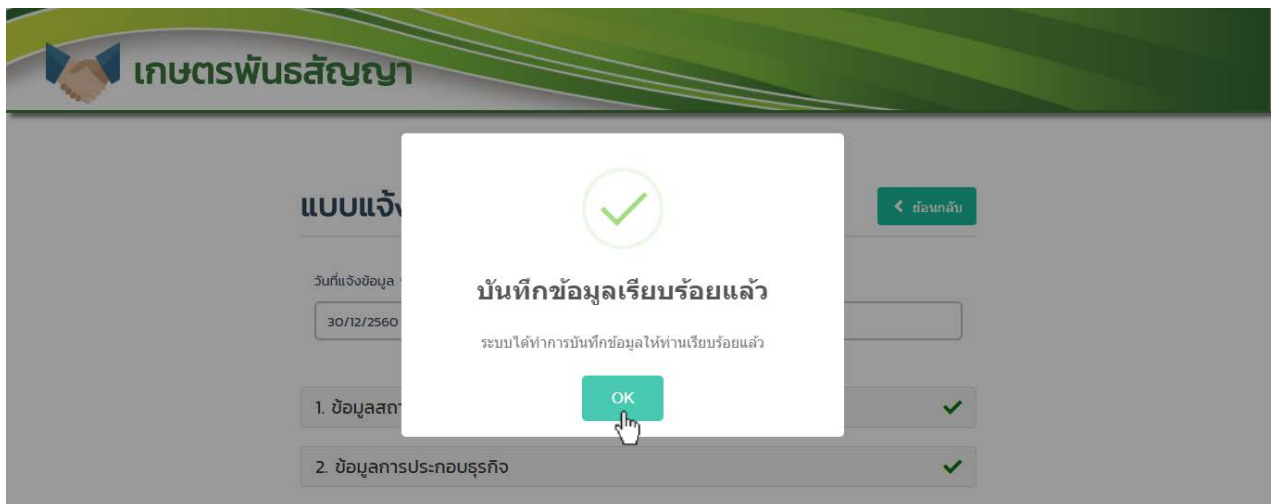 เกษตรพันธสัญญา
แบบแจ้ง
ย้อนกลับ
วันที่แจ้งข้อมูล
30/12/2560
บันทึกข้อมูลเรียบร้อยแล้ว
ระบบได้ทำการบันทึกข้อมูลให้ท่านเรียบร้อยแล้ว
OK
1. ข้อมูลสถา
2. ข้อมูลการประกอบธุรกิจ